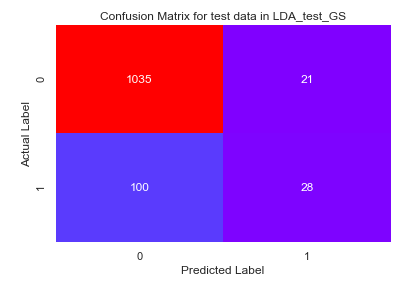 Confusion Matrix for test data in LDA_test_GS
0
1035
21
Actual Label
1
100
28
0
1
Predicted Label